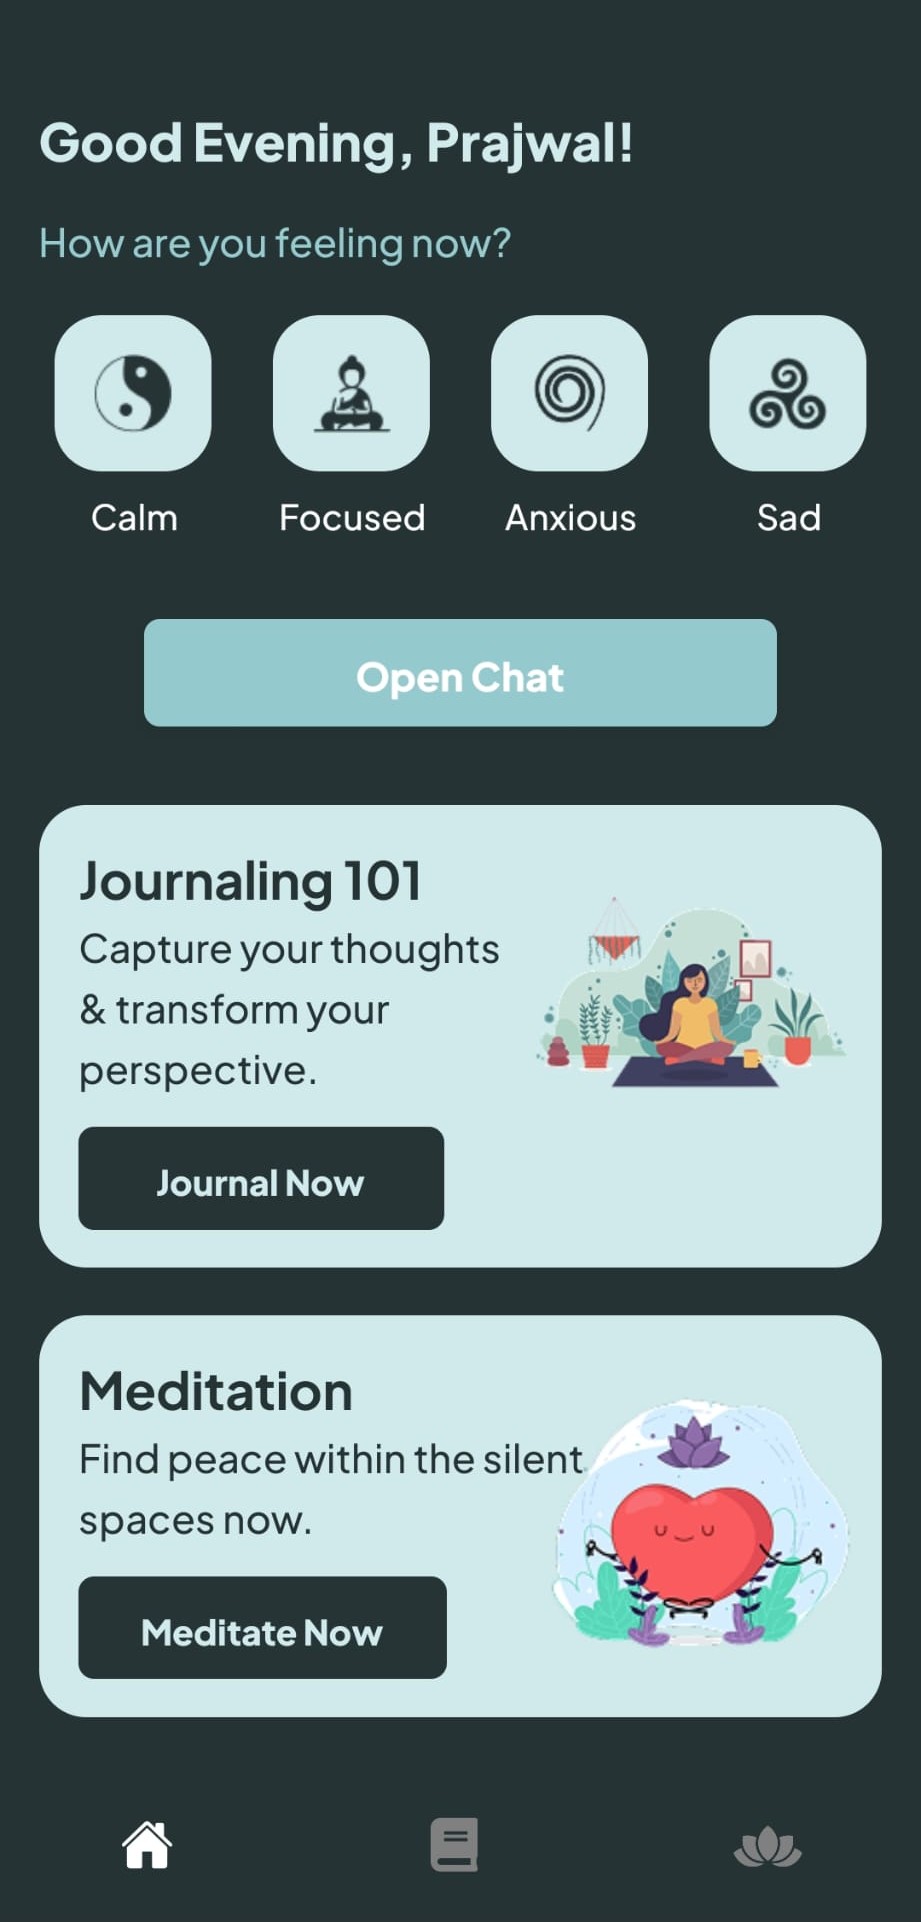 Good Evening, Prajwal!
How are you feeling now?
Calm
Focused
Anxious
Sad
Open Chat
Journaling 101
Capture your thoughts
& transform your
perspective.
Journal Now
Meditation
Find peace within the silent
spaces now.
Meditate Now